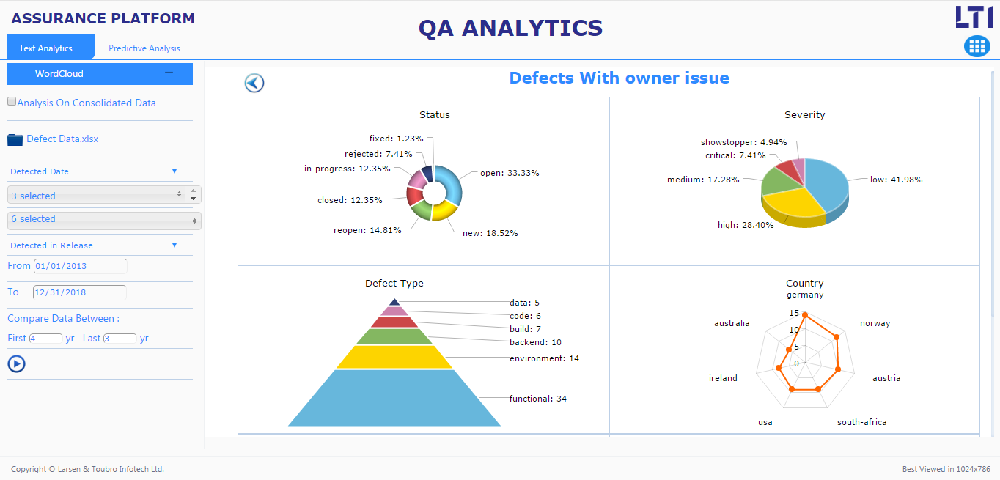 ASSURANCE PLATFORM
QA ANALYTICS
LTI
Text Analytics
Predictive Analysis
WordCloud
Analysis On Consolidated Data
Defect Data.xlsx
Detected Date
3 selected
6 selected
Detected in Release
From 01/01/2013
To 12/31/2018
Compare Data Between :
First 4 yr Last 3 yr
Defects With owner issue
Status
fixed: 1.23%
rejected: 7.41%
in-progress: 12.35%
closed: 12.35%
reopen: 14.81%
open: 33.33%
new: 18.52%
Severity
showstopper: 4.94%
critical: 7.41%
medium: 17.28%
high: 28.40%
low: 41.98%
Defect Type
data: 5
code: 6
build: 7
backend: 10
environment: 14
functional: 34
Country
germany
15
10
5
0
australia
norway
ireland
austria
usa
south-africa
Copyright © Larsen & Toubro Infotech Ltd.
Best Viewed in 1024x786